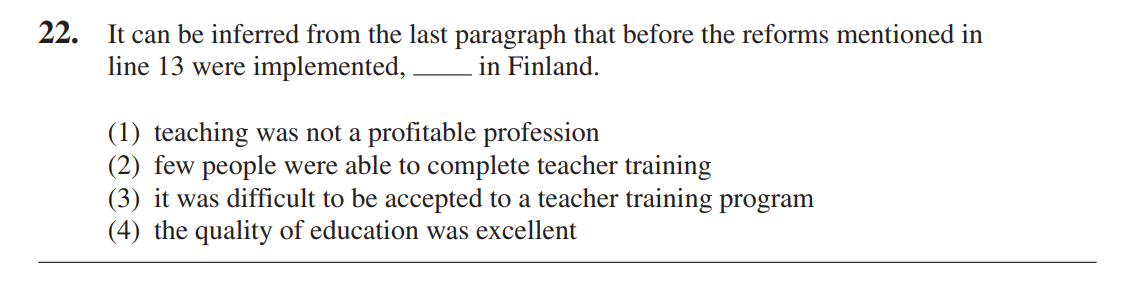 22. It can be inferred from the last paragraph that before the reforms mentioned in
line 13 were implemented, _____ in Finland.
(1) teaching was not a profitable profession
(2) few people were able to complete teacher training
(3) it was difficult to be accepted to a teacher training program
(4) the quality of education was excellent